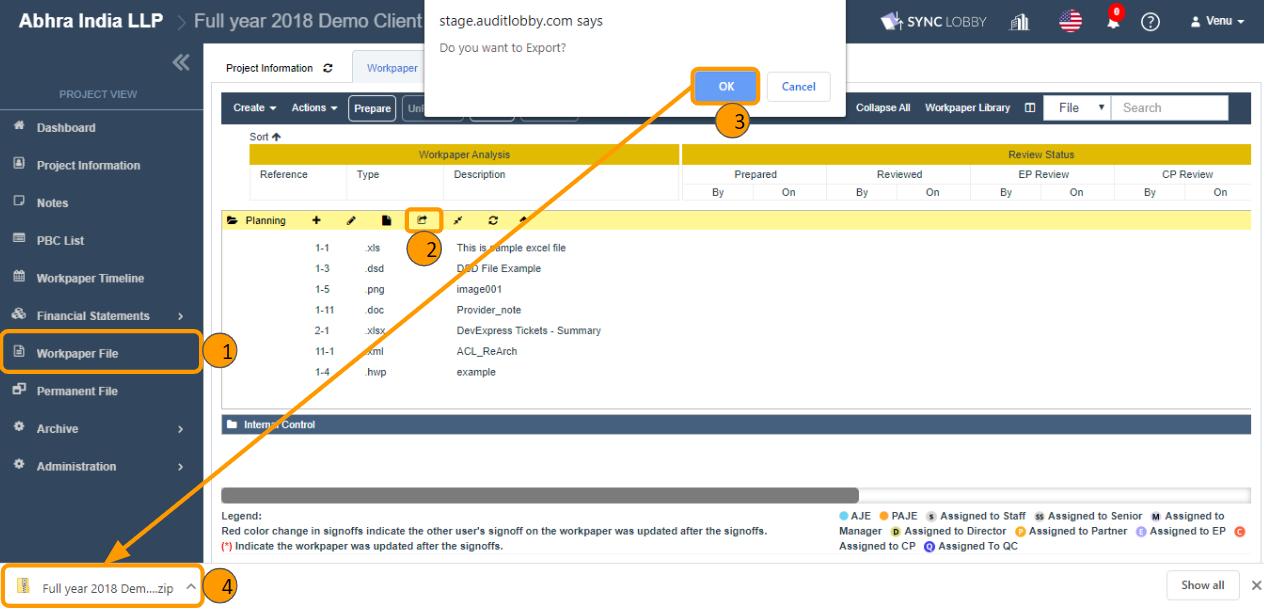 Abhra India LLP > Full year 2018 Demo Client
stage.auditlobby.com says
Do you want to Export?
OK
Cancel
3
SYNC LOBBY
0
Venu
PROJECT VIEW
Dashboard
Project Information
Notes
PBC List
Workpaper Timeline
Financial Statements
Workpaper File
1
Permanent File
Archive
Administration
Project Information
Workpaper
Create
Actions
Prepare
Collapse All
Workpaper Library
File
Search
Sort
Workpaper Analysis
Review Status
Reference Type Description
Prepared Reviewed EP Review CP Review
By On By On By On By On
Planning
2
1-1 .xls This is sample excel file
1-3 .dsd DSD File Example
1-5 .png image001
1-11 .doc Provider_note
2-1 .xlsx DevExpress Tickets - Summary
11-1 .xml ACL_ReArch
1-4 .hwp example
Internal Control
Legend:
Red color change in signoffs indicate the other user's signoff on the workpaper was updated after the signoffs.
(*) Indicate the workpaper was updated after the signoffs.
AJE PAJE S Assigned to Staff SS Assigned to Senior M Assigned to
Manager D Assigned to Director P Assigned to Partner E Assigned to EP C
Assigned to CP Q Assigned To QC
Full year 2018 Dem....zip
4
Show all